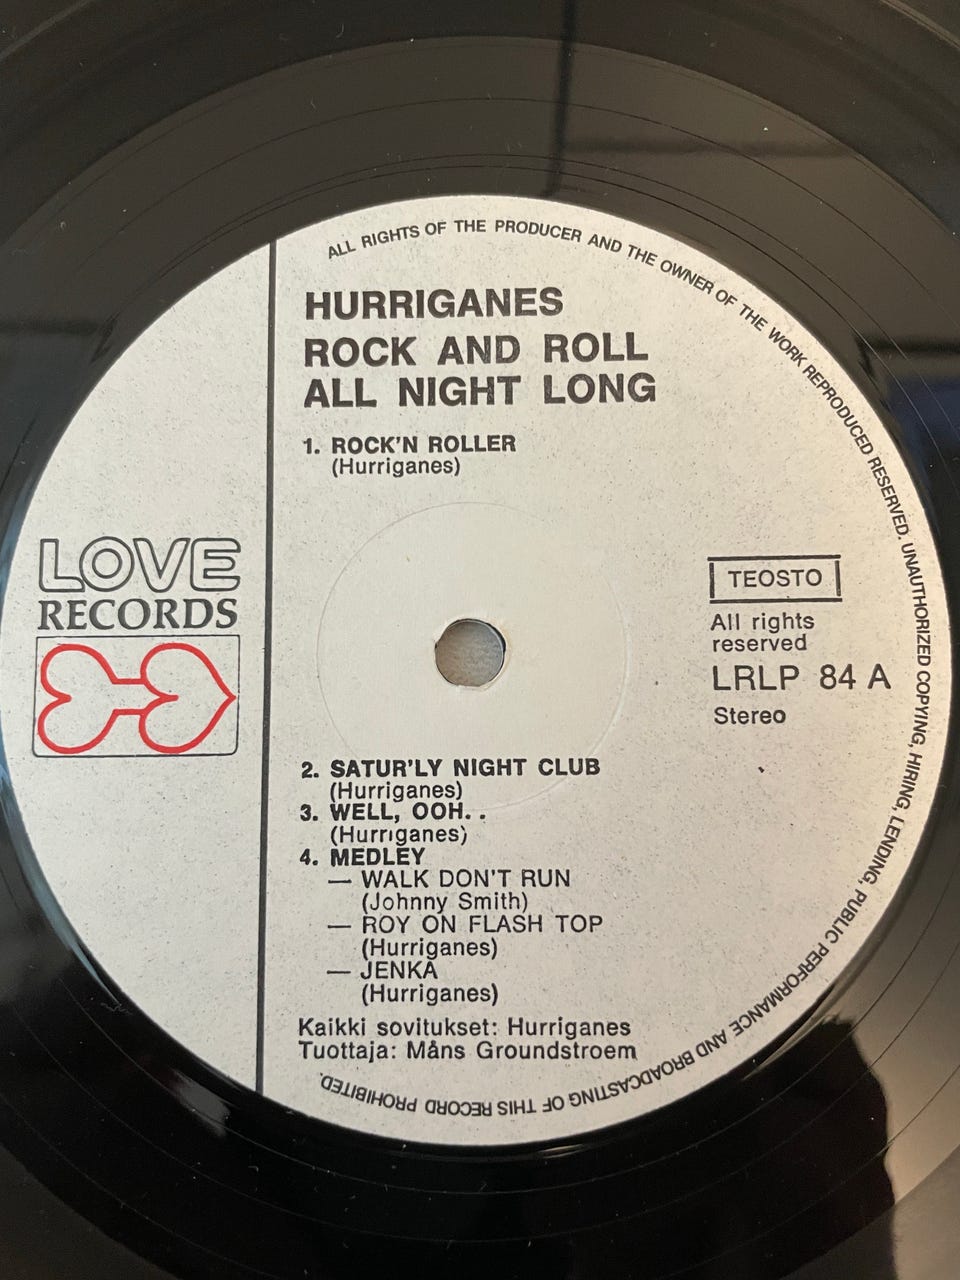 ALL RIGHTS OF THE PRODUCER AND THE OWNER OF THE WORK REPRODUCED RESERVED. UNAUTHORIZED COPYING, HIRING, LENDING, PUBLIC PERFORMANCE AND BROADCASTING OF THIS RECORD PROHIBITED.
HURRIGANES
ROCK AND ROLL
ALL NIGHT LONG
1. ROCK'N ROLLER
(Hurriganes)
LOVE
RECORDS
TEOSTO
All rights
reserved
LRLP 84 A
Stereo
2. SATUR'LY NIGHT CLUB
(Hurriganes)
3. WELL, OOH..
(Hurriganes)
4. MEDLEY
— WALK DON'T RUN
(Johnny Smith)
— ROY ON FLASH TOP
(Hurriganes)
— JENKA
(Hurriganes)
Kaikki sovitukset: Hurriganes
Tuottaja: Måns Groundstroem